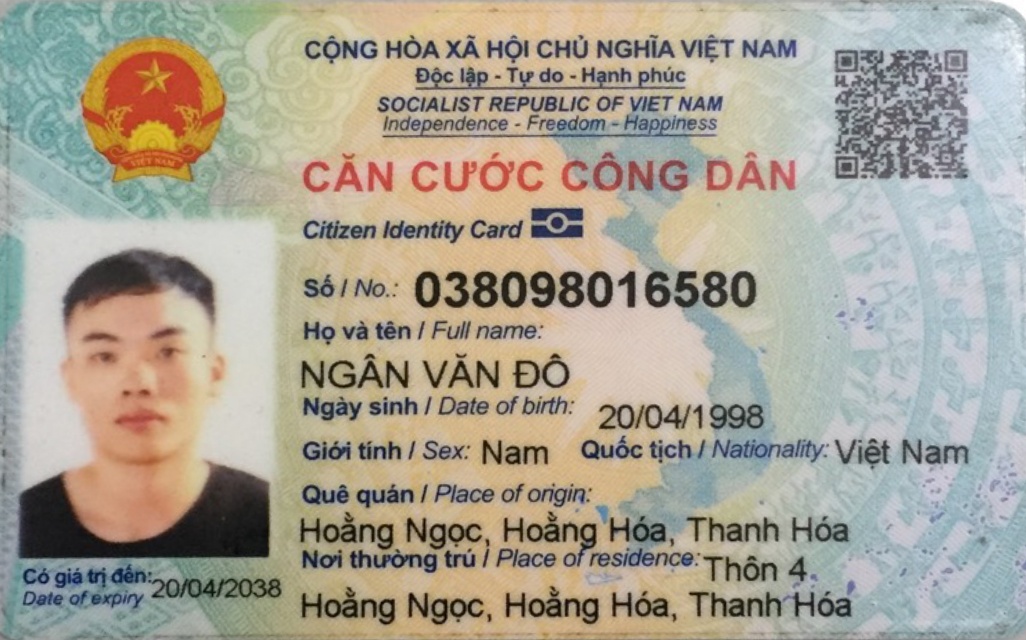 CỘNG HÒA XÃ HỘI CHỦ NGHĨA VIỆT NAM
Độc lập - Tự do - Hạnh phúc
SOCIALIST REPUBLIC OF VIET NAM
Independence - Freedom - Happiness
VIỆT NAM
CĂN CƯỚC CÔNG DÂN
Citizen Identity Card
Số / No.: 038098016580
Họ và tên / Full name:
NGÂN VĂN ĐÔ
Ngày sinh / Date of birth: 20/04/1998
Giới tính / Sex: Nam Quốc tịch / Nationality: Việt Nam
Quê quán / Place of origin:
Hoằng Ngọc, Hoằng Hóa, Thanh Hóa
Nơi thường trú / Place of residence: Thôn 4
Hoằng Ngọc, Hoằng Hóa, Thanh Hóa
Có giá trị đến: 20/04/2038
Date of expiry